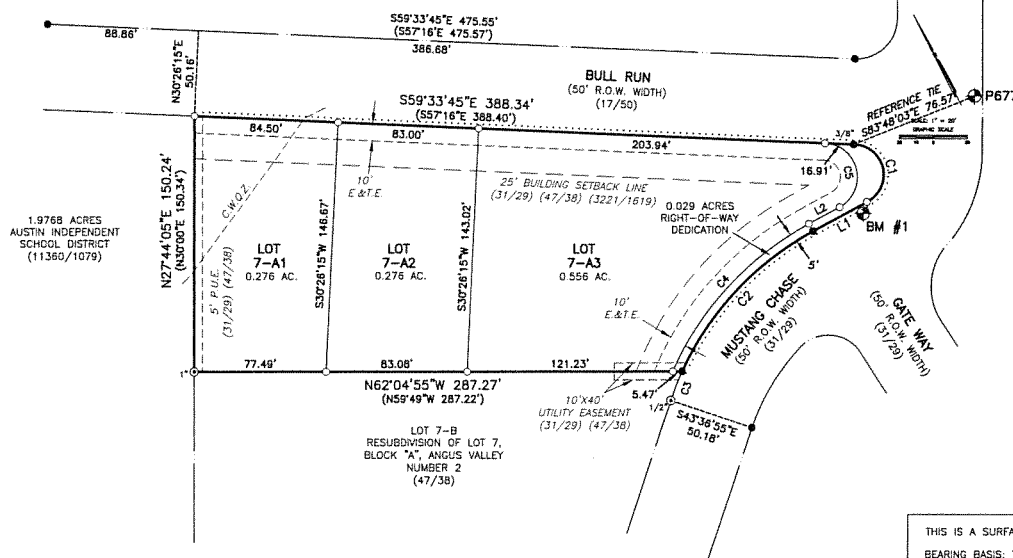 S59°33'45"E 475.55'
(S57°16"E 475.57')
88.86'
386.68'
N30°26'15"E
50.16'
BULL RUN
(50' R.O.W. WIDTH)
(17/50)
S59°33'45"E 388.34'
(S57°16"E 388.40')
REFERENCE TIE
S83°48'03"E 76.57'
P677
SCALE: 1" = 20'
GRAPHIC SCALE
84.50'
83.00'
203.94'
3/8"
10'
E.&T.E.
25' BUILDING SETBACK LINE
(31/29) (47/38) (3221/1619)
16.91'
C5
C1
0.029 ACRES
RIGHT-OF-WAY
DEDICATION
L2
L1
BM #1
1.9768 ACRES
AUSTIN INDEPENDENT
SCHOOL DISTRICT
(11360/1079)
N27°44'05"E 150.24'
(N30°00"E 150.34')
C.W.Q.Z.
5' P.U.E.
(31/29) (47/38)
LOT
7-A1
0.276 AC.
S30°26'15"W 146.67'
LOT
7-A2
0.276 AC.
S30°26'15"W 143.02'
LOT
7-A3
0.556 AC.
10'
E.&T.E.
C4
C2
5'
MUSTANG CHASE
(50' R.O.W. WIDTH)
(31/29)
GATE WAY
(50' R.O.W. WIDTH)
(31/29)
1"
77.49'
83.08'
121.23'
N62°04'55"W 287.27'
(N59°49"W 287.22')
5.47'
C3
10'X40'
UTILITY EASEMENT
(31/29) (47/38)
1/2"
S43°36'55"E
50.18'
LOT 7-B
RESUBDIVISION OF LOT 7,
BLOCK "A", ANGUS VALLEY
NUMBER 2
(47/38)
THIS IS A SURFA
BEARING BASIS: